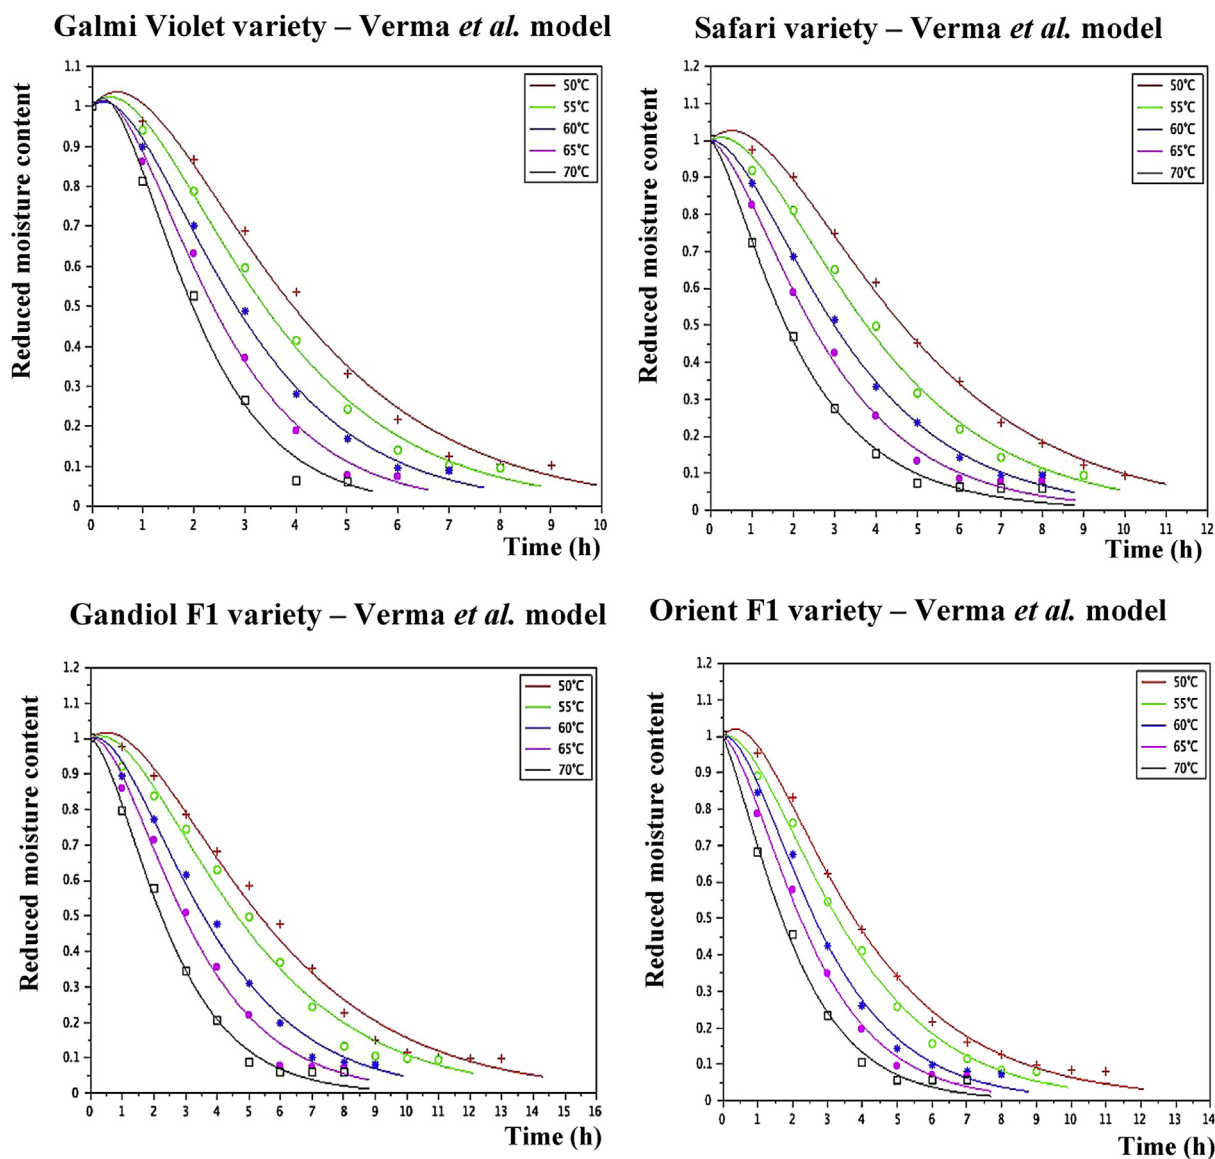 Galmi Violet variety – Verma et al. model
Reduced moisture content
1.1
1
0.9
0.8
0.7
0.6
0.5
0.4
0.3
0.2
0.1
0
50°C
55°C
60°C
65°C
70°C
0 1 2 3 4 5 6 7 8 9 10
Time (h)
Safari variety – Verma et al. model
Reduced moisture content
1.2
1.1
1
0.9
0.8
0.7
0.6
0.5
0.4
0.3
0.2
0.1
0
50°C
55°C
60°C
65°C
70°C
0 1 2 3 4 5 6 7 8 9 10 11 12
Time (h)
Gandiol F1 variety – Verma et al. model
Reduced moisture content
1.2
1.1
1
0.9
0.8
0.7
0.6
0.5
0.4
0.3
0.2
0.1
0
50°C
55°C
60°C
65°C
70°C
0 1 2 3 4 5 6 7 8 9 10 11 12 13 14 15 16
Time (h)
Orient F1 variety – Verma et al. model
Reduced moisture content
1.2
1.1
1
0.9
0.8
0.7
0.6
0.5
0.4
0.3
0.2
0.1
0
50°C
55°C
60°C
65°C
70°C
0 1 2 3 4 5 6 7 8 9 10 11 12 13 14
Time (h)